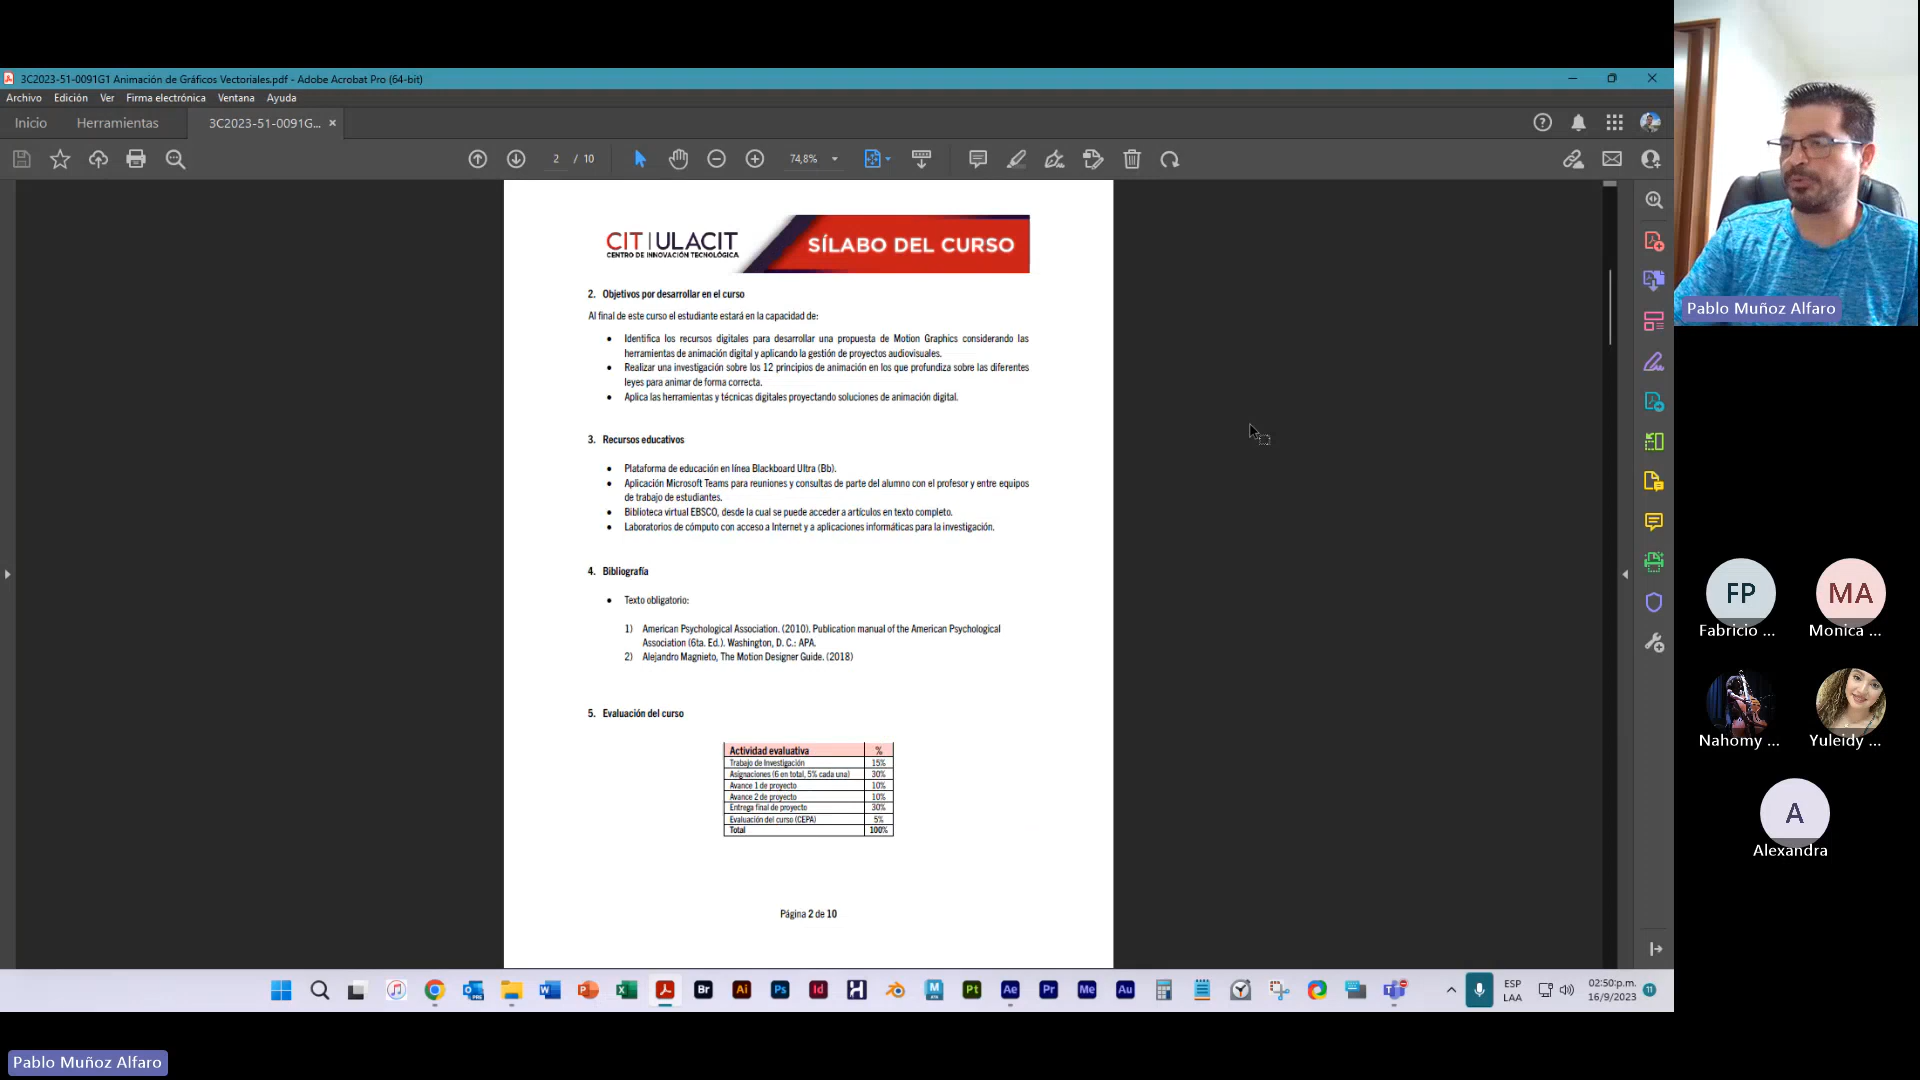 3C2023-51-0091G1 Animación de Gráficos Vectoriales.pdf - Adobe Acrobat Pro (64-bit)
Archivo Edición Ver Firma electrónica Ventana Ayuda
Inicio Herramientas 3C2023-51-0091G... ×
2 / 10 74,8%
CIT|ULACIT
CENTRO DE INNOVACIÓN TECNOLÓGICA
SÍLABO DEL CURSO
2. Objetivos por desarrollar en el curso
Al final de este curso el estudiante estará en la capacidad de:
• Identifica los recursos digitales para desarrollar una propuesta de Motion Graphics considerando las
herramientas de animación digital y aplicando la gestión de proyectos audiovisuales.
• Realizar una investigación sobre los 12 principios de animación en los que profundiza sobre las diferentes
leyes para animar de forma correcta.
• Aplica las herramientas y técnicas digitales proyectando soluciones de animación digital.
3. Recursos educativos
• Plataforma de educación en línea Blackboard Ultra (Bb).
• Aplicación Microsoft Teams para reuniones y consultas de parte del alumno con el profesor y entre equipos
de trabajo de estudiantes.
• Biblioteca virtual EBSCO, desde la cual se puede acceder a artículos en texto completo.
• Laboratorios de cómputo con acceso a Internet y a aplicaciones informáticas para la investigación.
4. Bibliografía
• Texto obligatorio:
1) American Psychological Association. (2010). Publication manual of the American Psychological
Association (6ta. Ed.). Washington, D. C.: APA.
2) Alejandro Magnieto, The Motion Designer Guide. (2018)
5. Evaluación del curso
Actividad evaluativa %
Trabajo de Investigación 15%
Asignaciones (6 en total, 5% cada una) 30%
Avance 1 de proyecto 10%
Avance 2 de proyecto 10%
Entrega final de proyecto 30%
Evaluación del curso (CEPA) 5%
Total 100%
Página 2 de 10
Pablo Muñoz Alfaro
FP MA
Fabricio ... Monica ...
Nahomy ... Yuleidy ...
A
Alexandra
Br Ai Ps Id Pt Ae Pr Me Au
ESP
LAA
02:50:p.m.
16/9/2023
11
Pablo Muñoz Alfaro